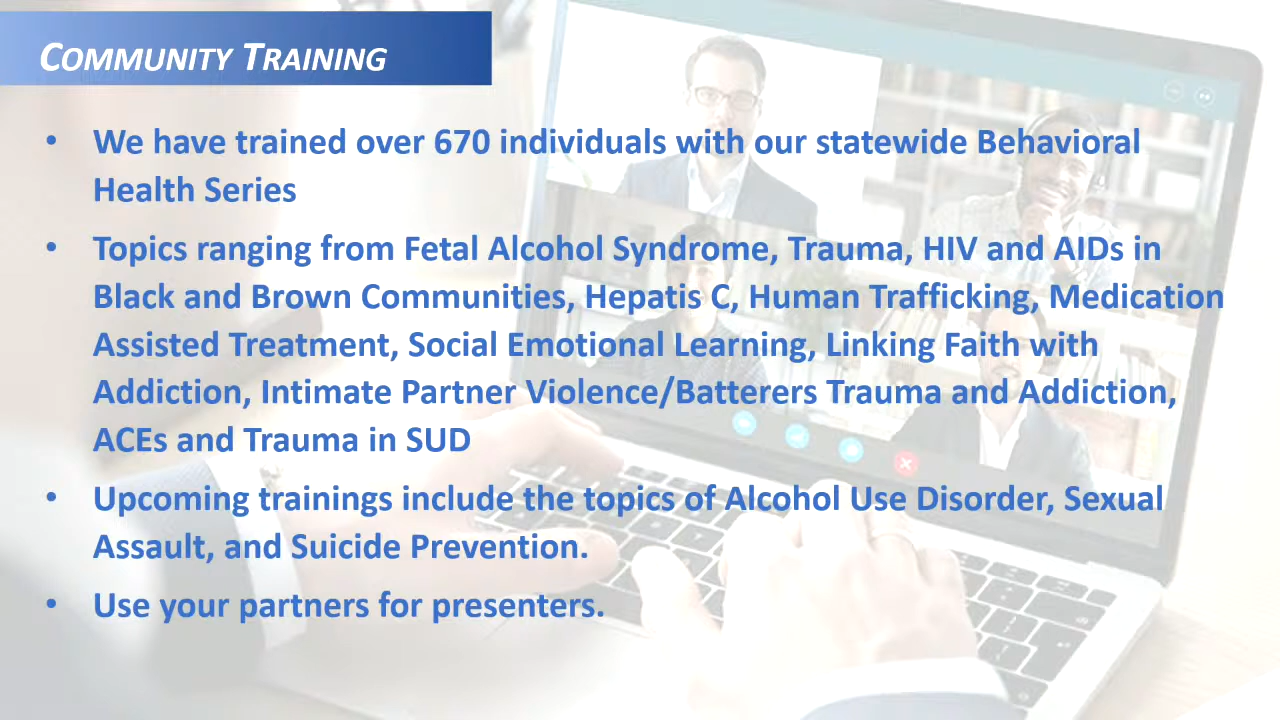 COMMUNITY TRAINING
• We have trained over 670 individuals with our statewide Behavioral
Health Series
• Topics ranging from Fetal Alcohol Syndrome, Trauma, HIV and AIDs in
Black and Brown Communities, Hepatis C, Human Trafficking, Medication
Assisted Treatment, Social Emotional Learning, Linking Faith with
Addiction, Intimate Partner Violence/Batterers Trauma and Addiction,
ACEs and Trauma in SUD
• Upcoming trainings include the topics of Alcohol Use Disorder, Sexual
Assault, and Suicide Prevention.
• Use your partners for presenters.